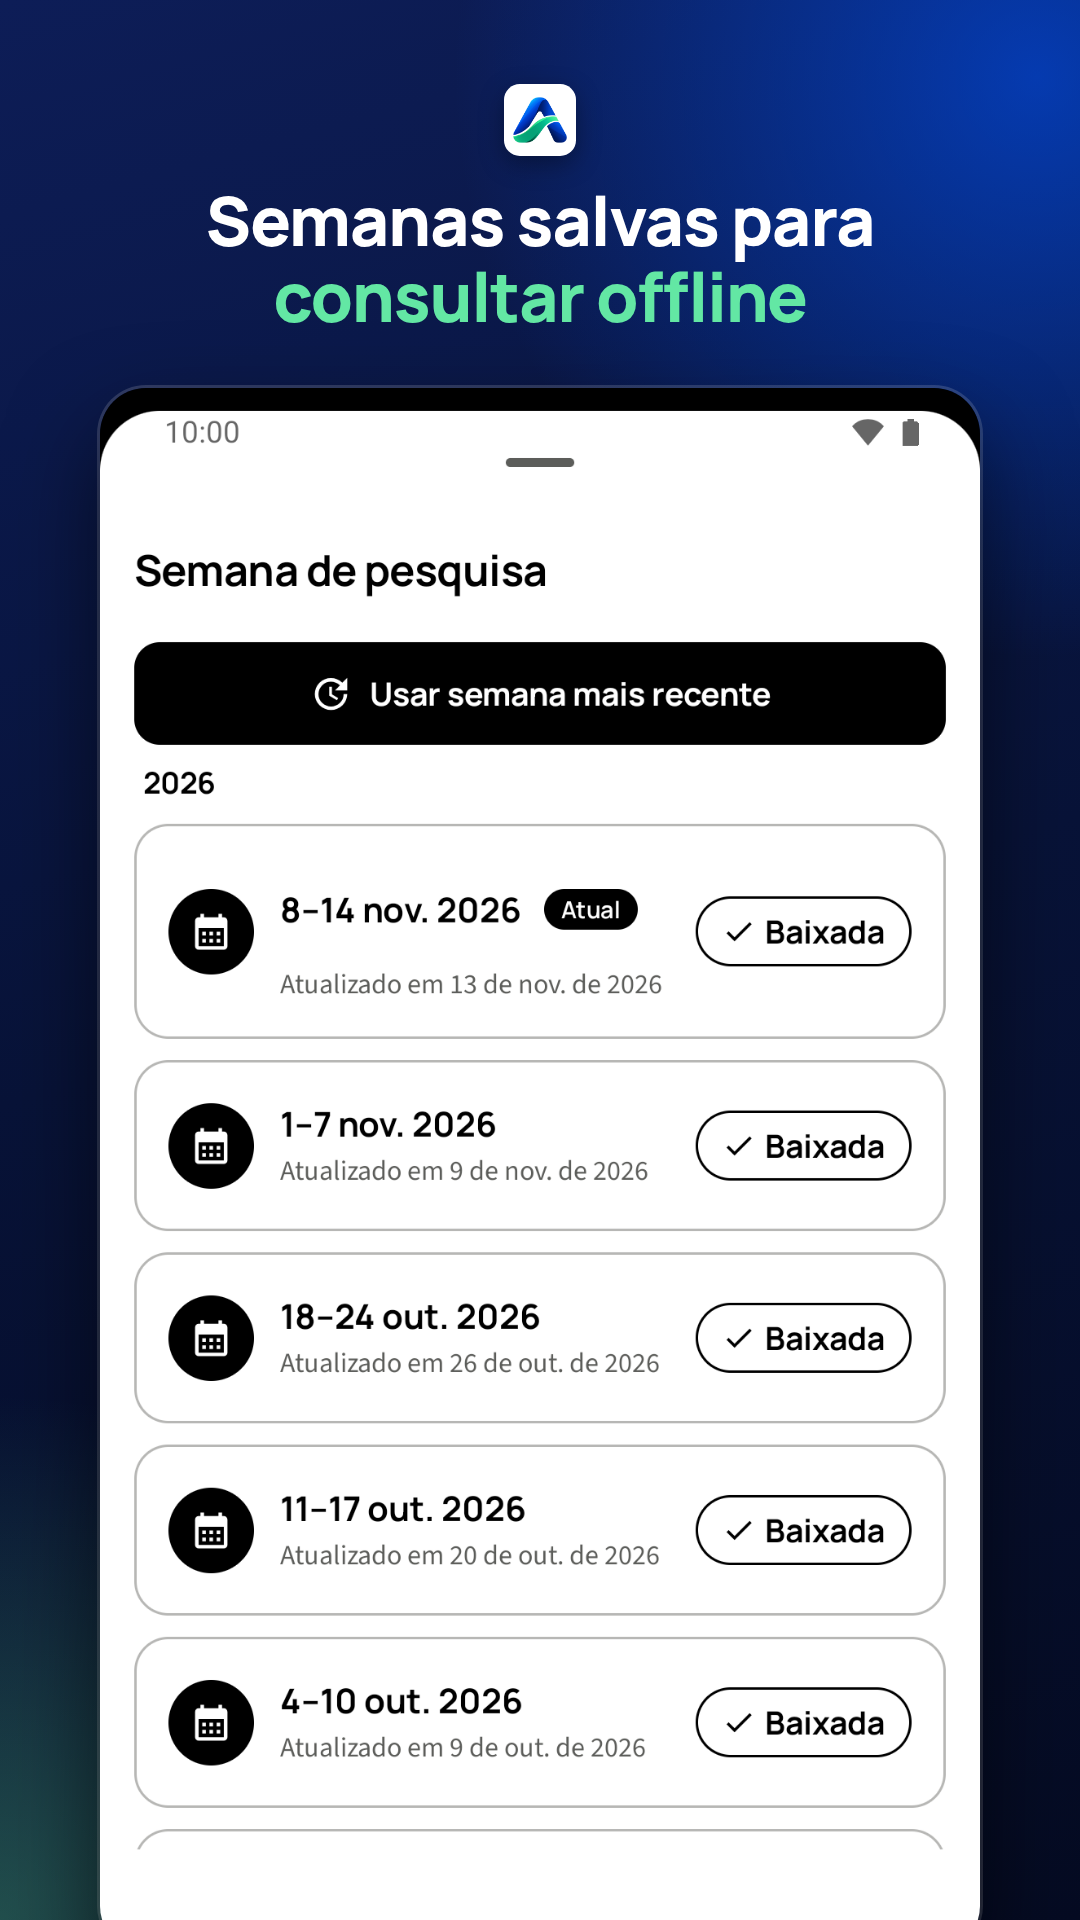 Semanas salvas para
consultar offline
10:00
Semana de pesquisa
Usar semana mais recente
2026
8–14 nov. 2026 Atual
Atualizado em 13 de nov. de 2026
Baixada
1–7 nov. 2026
Atualizado em 9 de nov. de 2026
Baixada
18–24 out. 2026
Atualizado em 26 de out. de 2026
Baixada
11–17 out. 2026
Atualizado em 20 de out. de 2026
Baixada
4–10 out. 2026
Atualizado em 9 de out. de 2026
Baixada